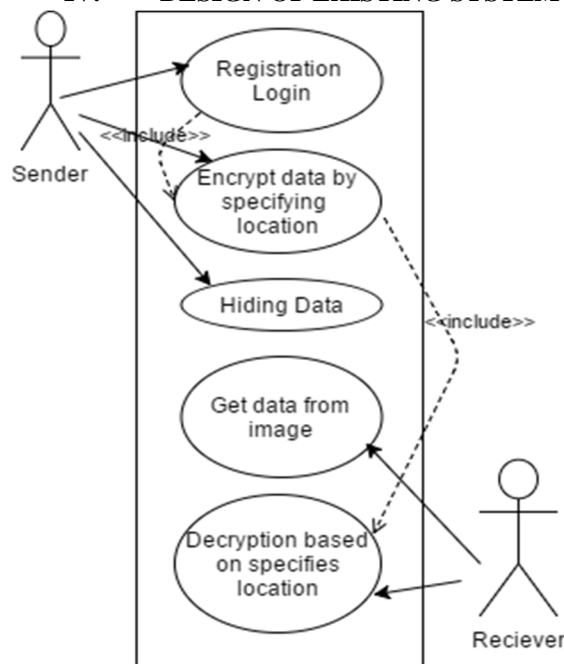 IV. DESIGN OF EXISTING SYSTEM
Registration
Login
<<include>>
Sender
Encrypt data by
specifying
location
Hiding Data
<<include>>
Get data from
image
Decryption based
on specifies
location
Reciever